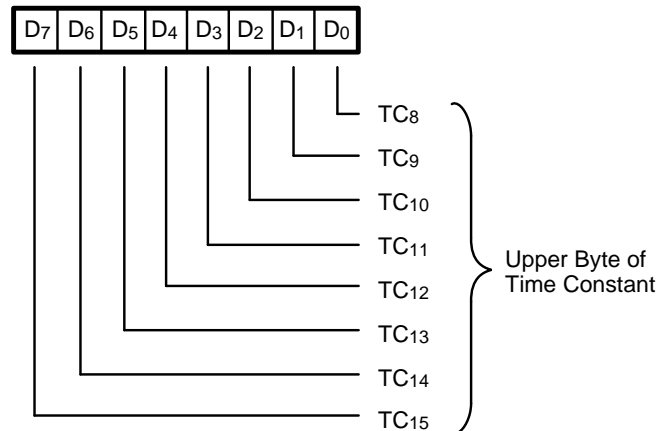 D7 D6 D5 D4 D3 D2 D1 D0
TC8
TC9
TC10
TC11
TC12
TC13
TC14
TC15
Upper Byte of
Time Constant